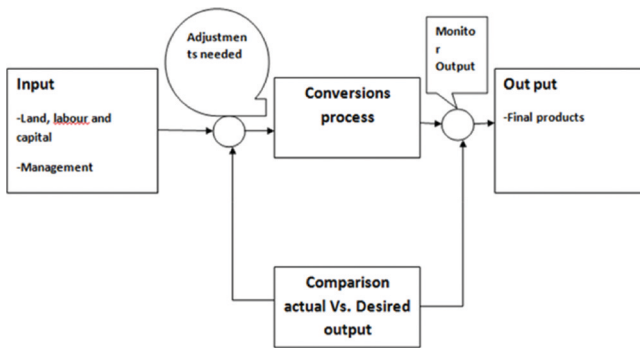 Adjustmen
ts needed
Monito
r
Output
Input
-Land, labour and
capital
-Management
Conversions
process
Out put
-Final products
Comparison
actual Vs. Desired
output